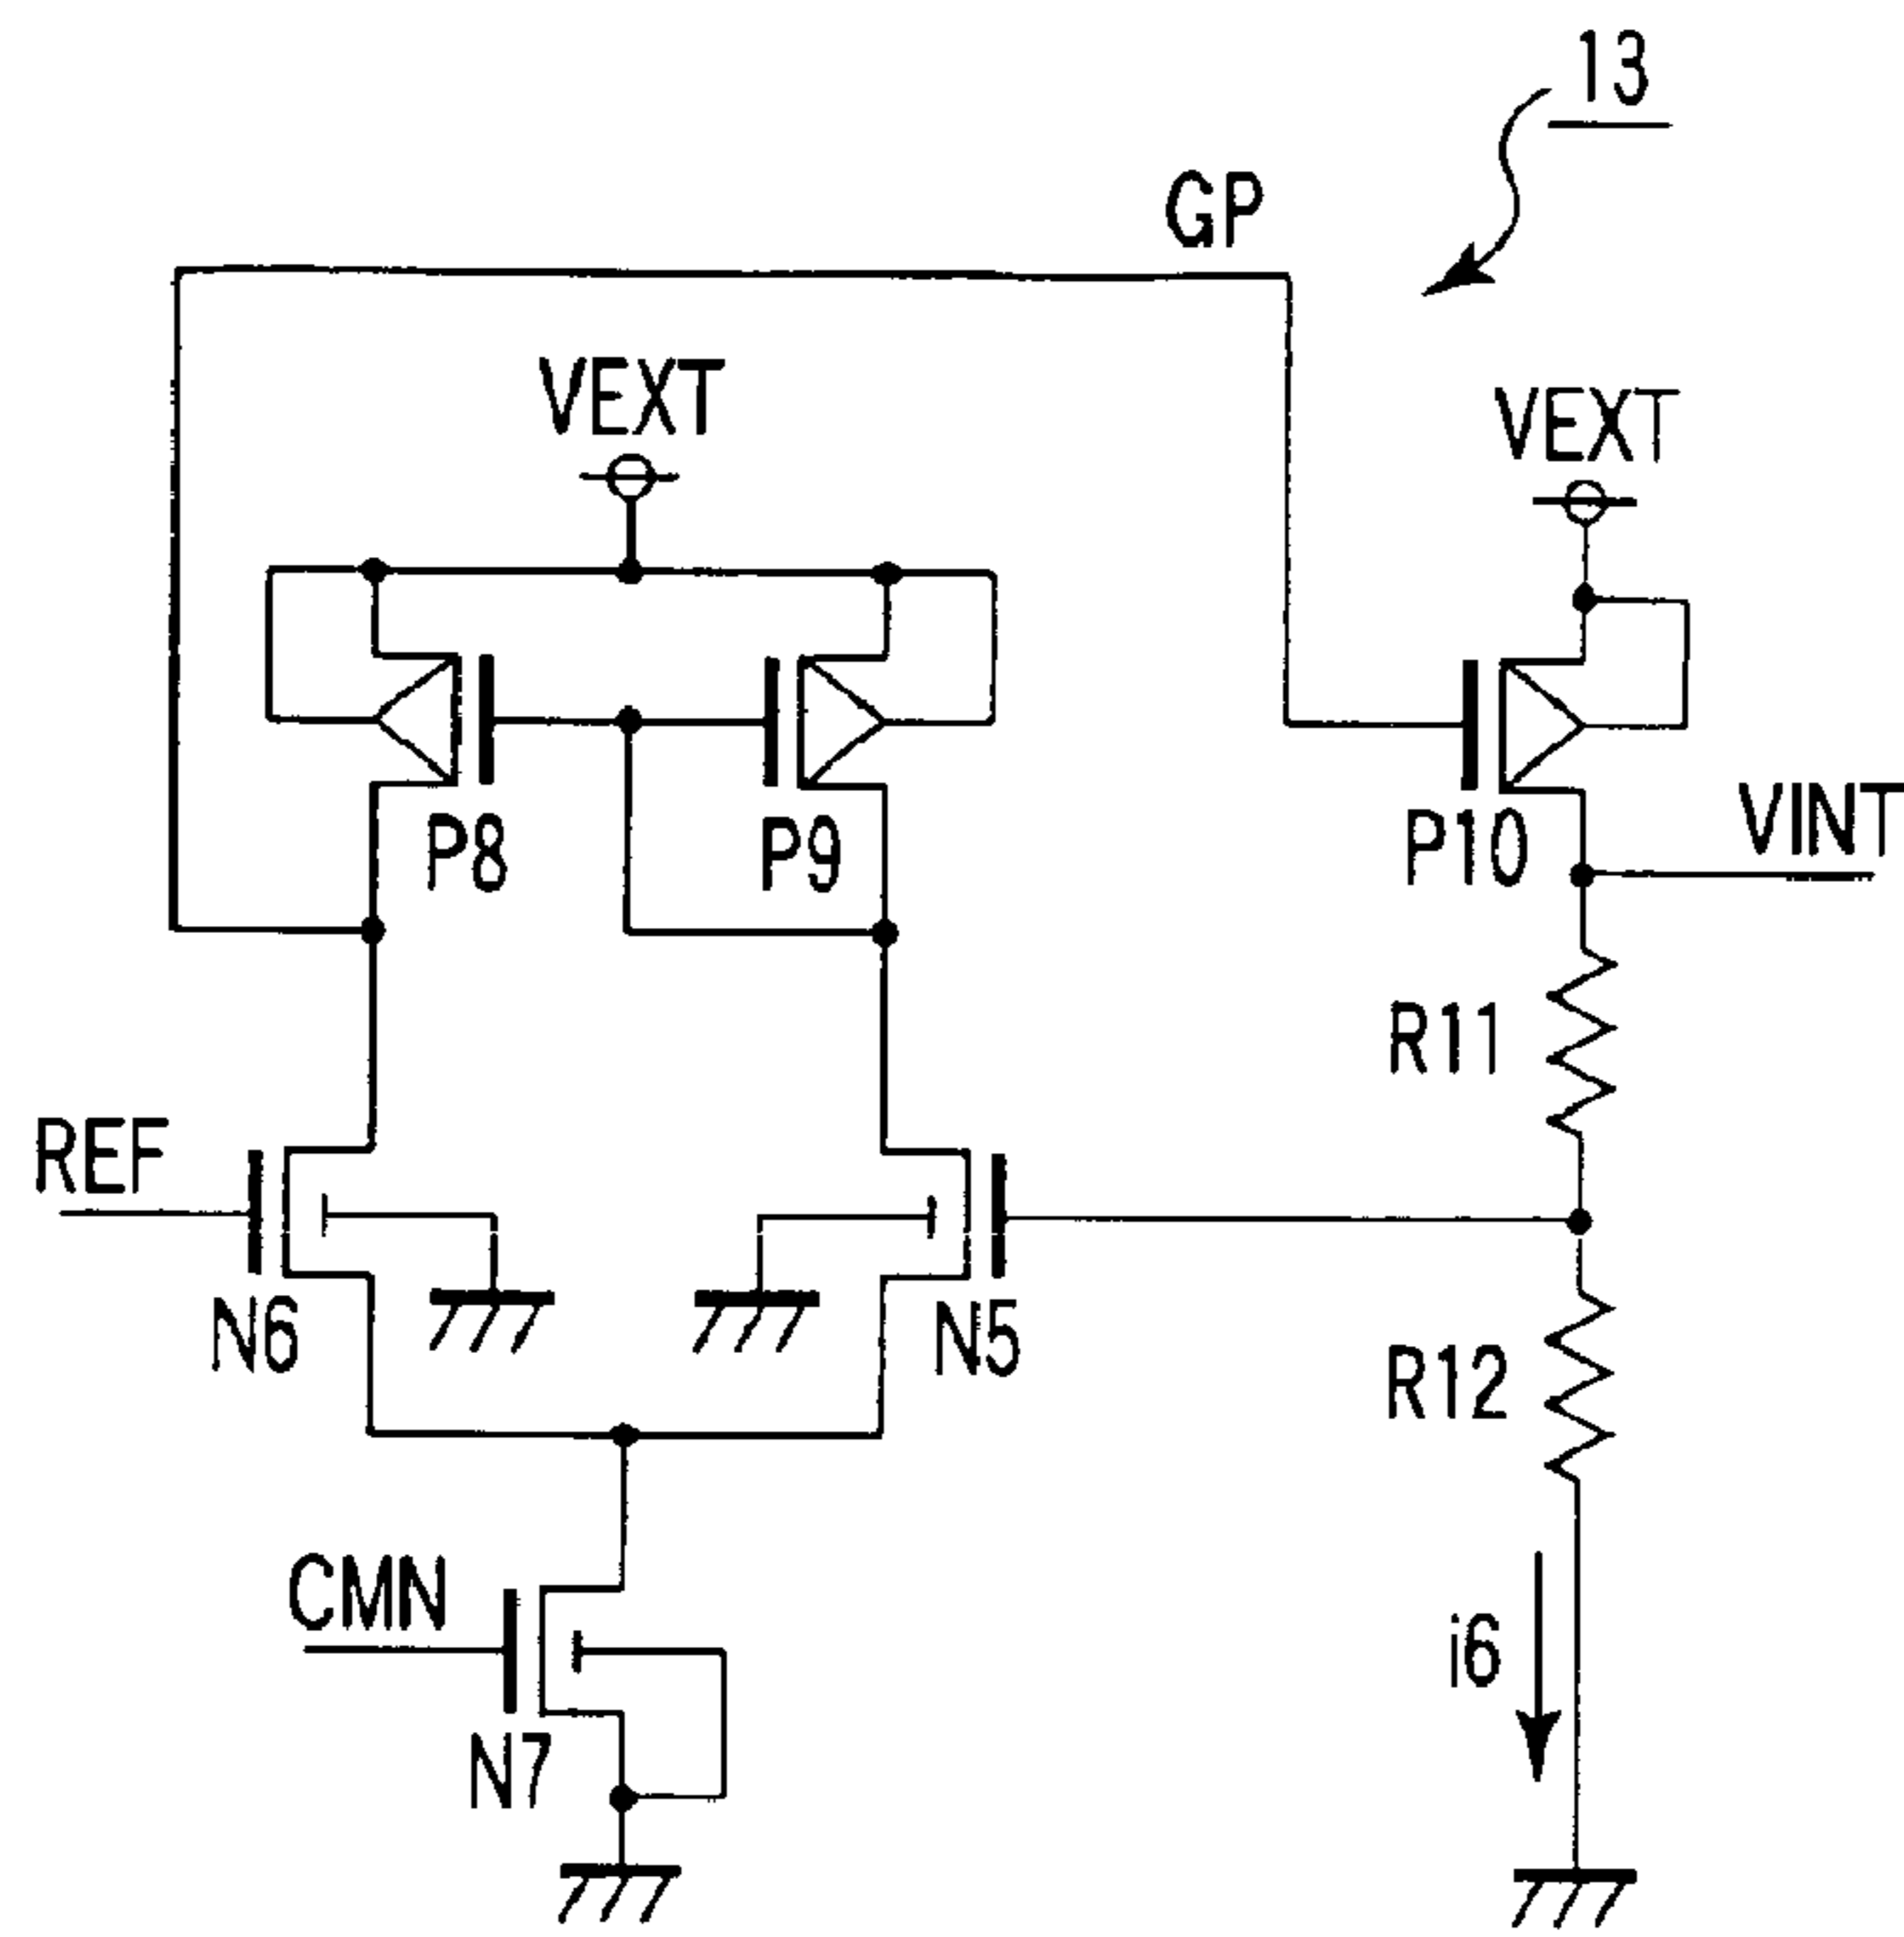 13
GP
VEXT
VEXT
P8
P9
P10
VINT
R11
REF
N6
N5
R12
CMN
i6
N7